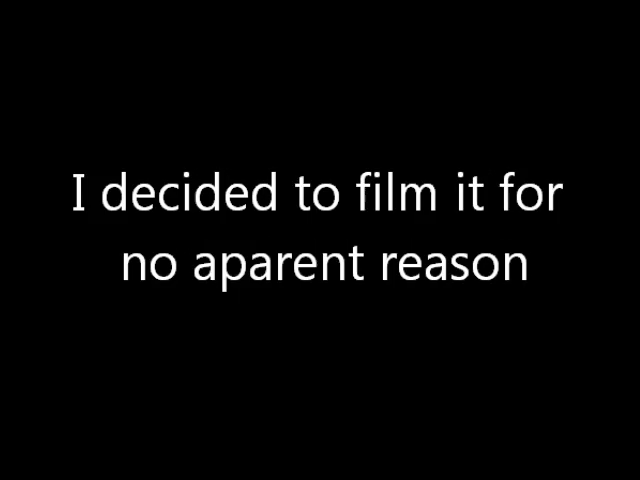 I decided to film it for
no aparent reason